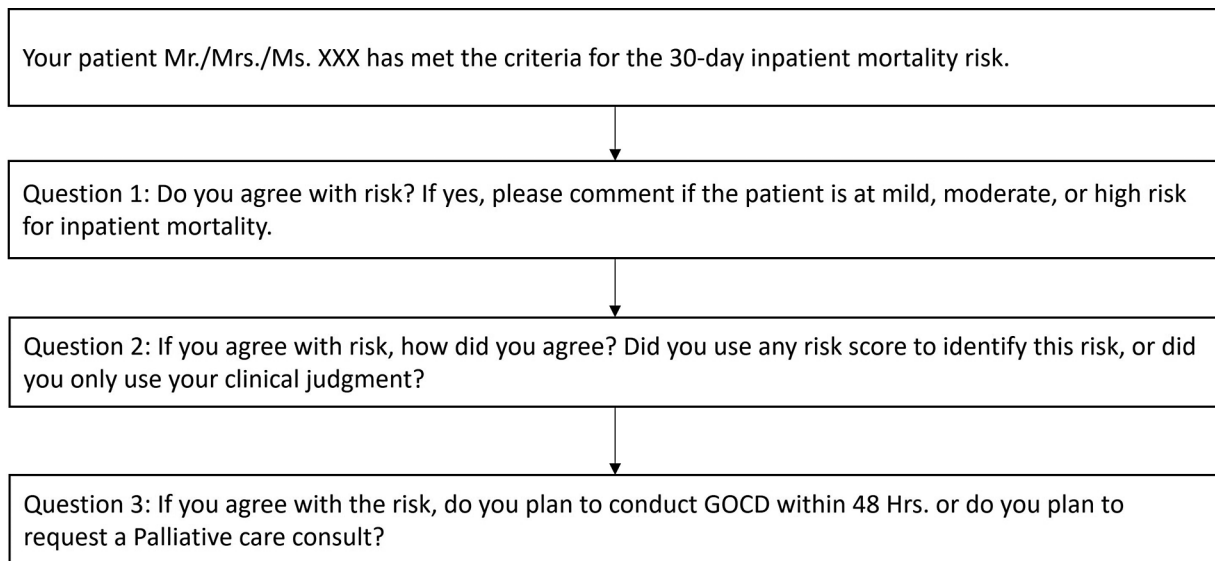 Your patient Mr./Mrs./Ms. XXX has met the criteria for the 30-day inpatient mortality risk.
Question 1: Do you agree with risk? If yes, please comment if the patient is at mild, moderate, or high risk
for inpatient mortality.
Question 2: If you agree with risk, how did you agree? Did you use any risk score to identify this risk, or did
you only use your clinical judgment?
Question 3: If you agree with the risk, do you plan to conduct GOCD within 48 Hrs. or do you plan to
request a Palliative care consult?